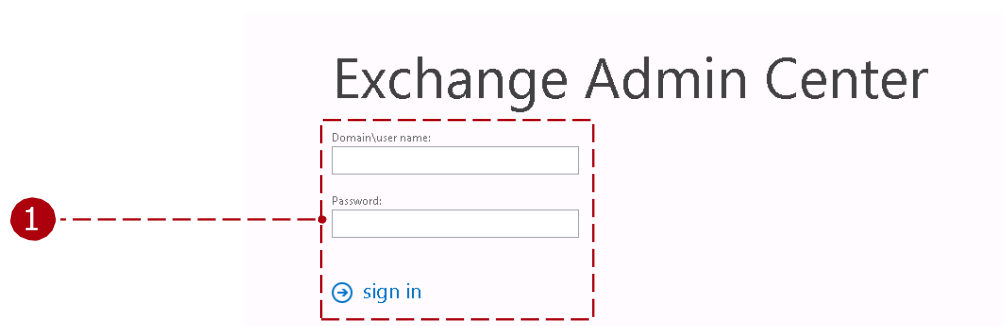 Exchange Admin Center
Domain\user name:
Password:
1
sign in